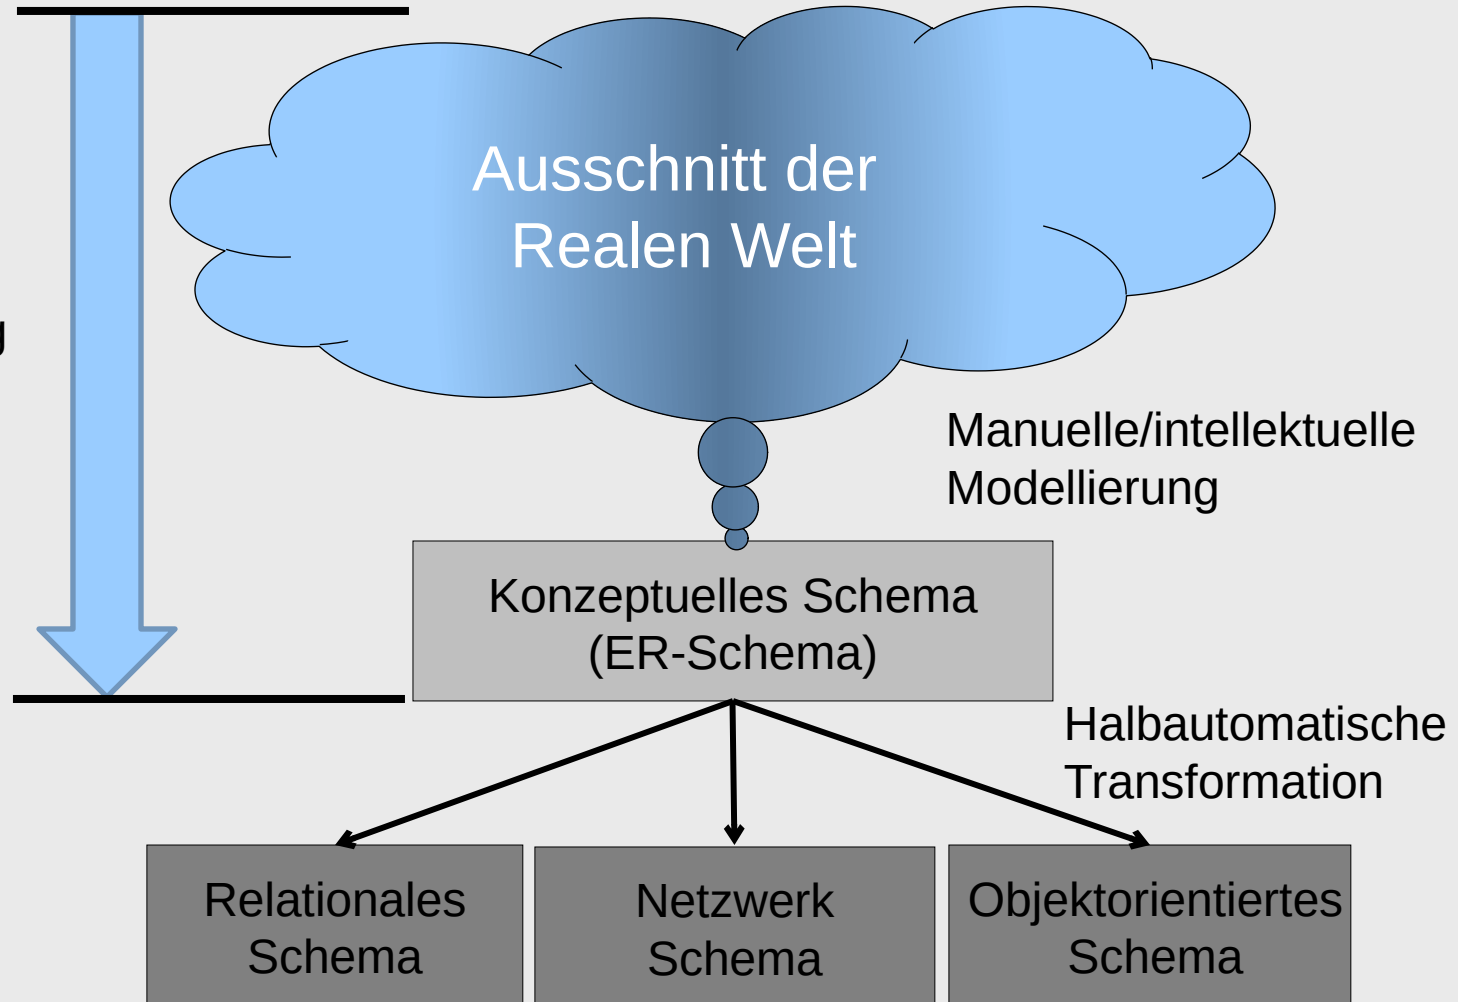 Ausschnitt der
Realen Welt
Manuelle/intellektuelle
Modellierung
Konzeptuelles Schema
(ER-Schema)
Halbautomatische
Transformation
Relationales
Schema
Netzwerk
Schema
Objektorientiertes
Schema